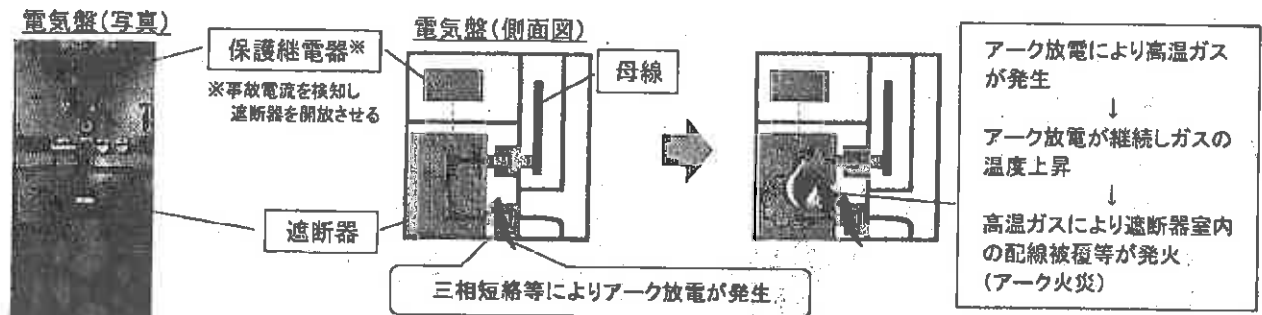 電気盤(写真)
保護継電器※
※事故電流を検知し
遮断器を開放させる
遮断器
電気盤(側面図)
母線
三相短絡等によりアーク放電が発生
アーク放電により高温ガス
が発生
↓
アーク放電が継続しガスの
温度上昇
↓
高温ガスにより遮断器室内
の配線被覆等が発火
(アーク火災)